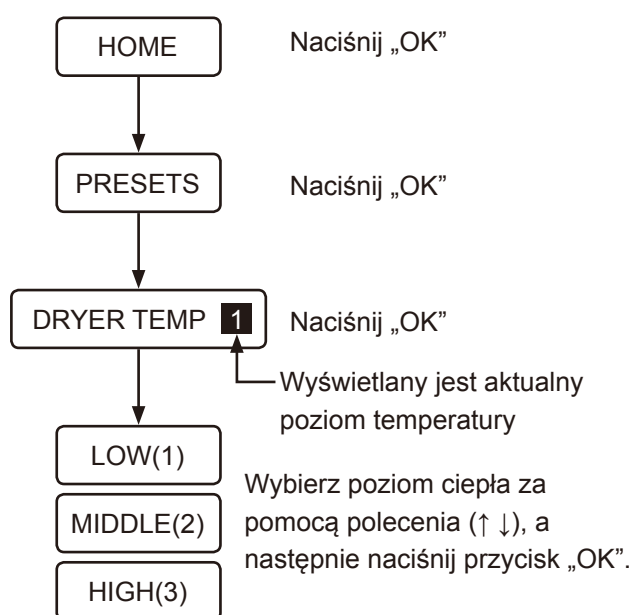 HOME
Naciśnij „OK”
PRESETS
Naciśnij „OK”
DRYER TEMP 1
Naciśnij „OK”
Wyświetlany jest aktualny
poziom temperatury
LOW(1)
MIDDLE(2)
HIGH(3)
Wybierz poziom ciepła za
pomocą polecenia (↑ ↓), a
następnie naciśnij przycisk „OK”.